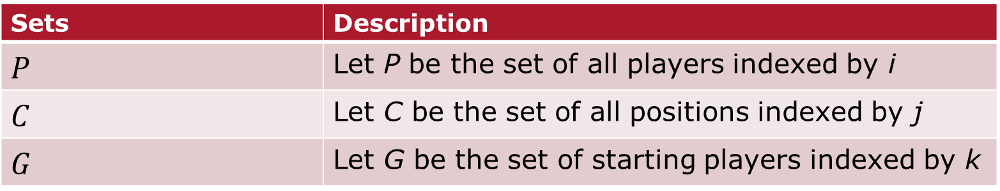 Sets Description
P Let P be the set of all players indexed by i
C Let C be the set of all positions indexed by j
G Let G be the set of starting players indexed by k